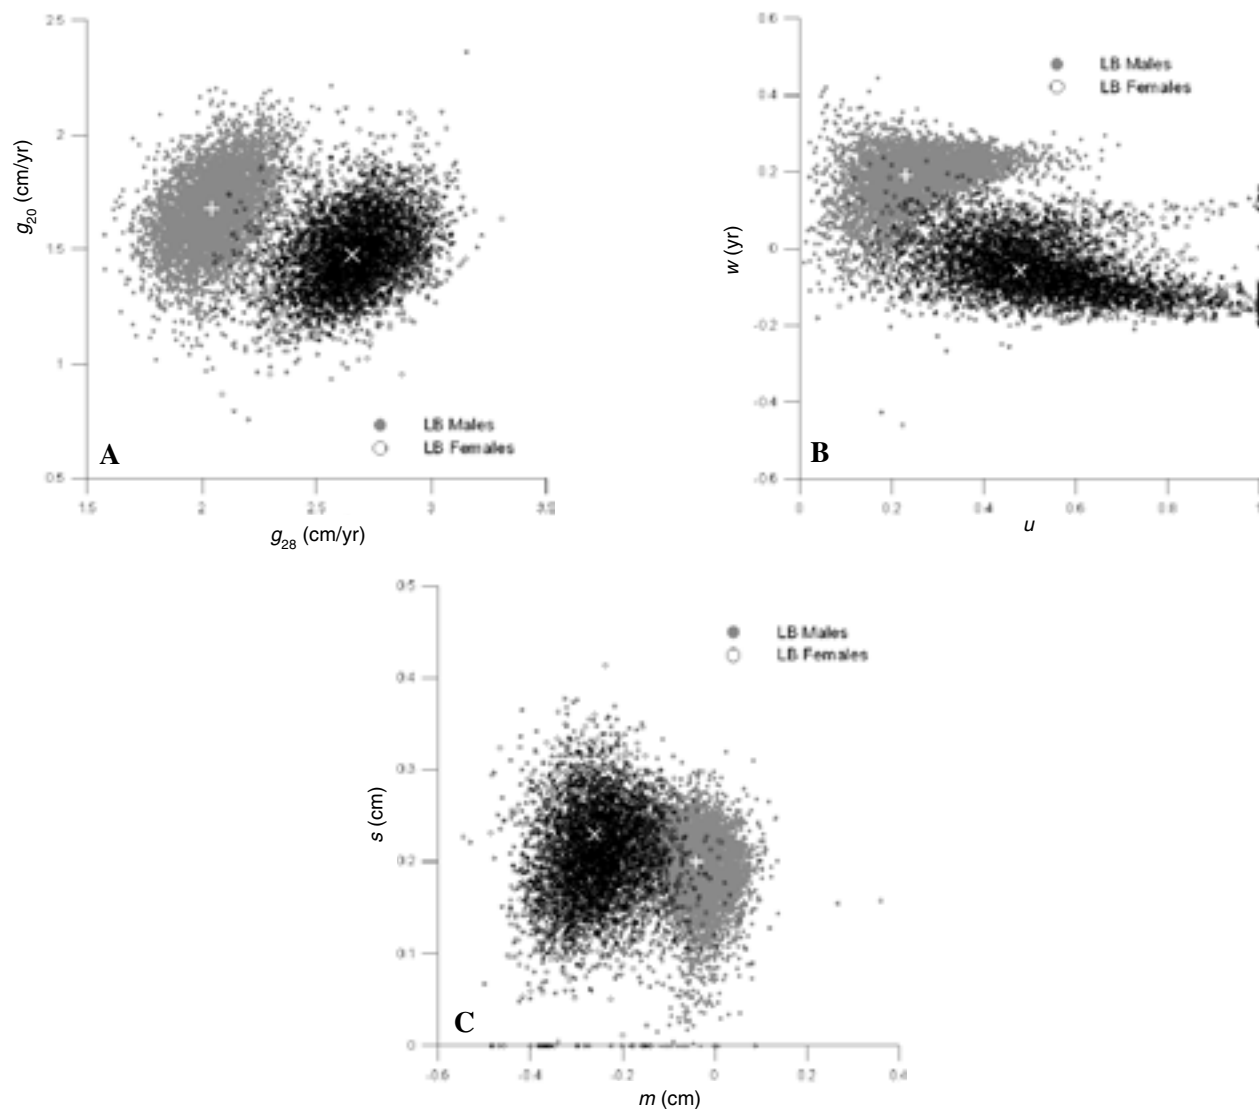 2.5
2
1.5
1
0.5
g20 (cm/yr)
1.5 2 2.5 3 3.5
g28 (cm/yr)
LB Males
LB Females
A
0.6
0.4
0.2
0
-0.2
-0.4
-0.6
w (yr)
0 0.2 0.4 0.6 0.8 1
u
LB Males
LB Females
B
0.5
0.4
0.3
0.2
0.1
0
s (cm)
-0.6 -0.4 -0.2 0 0.2 0.4
m (cm)
LB Males
LB Females
C